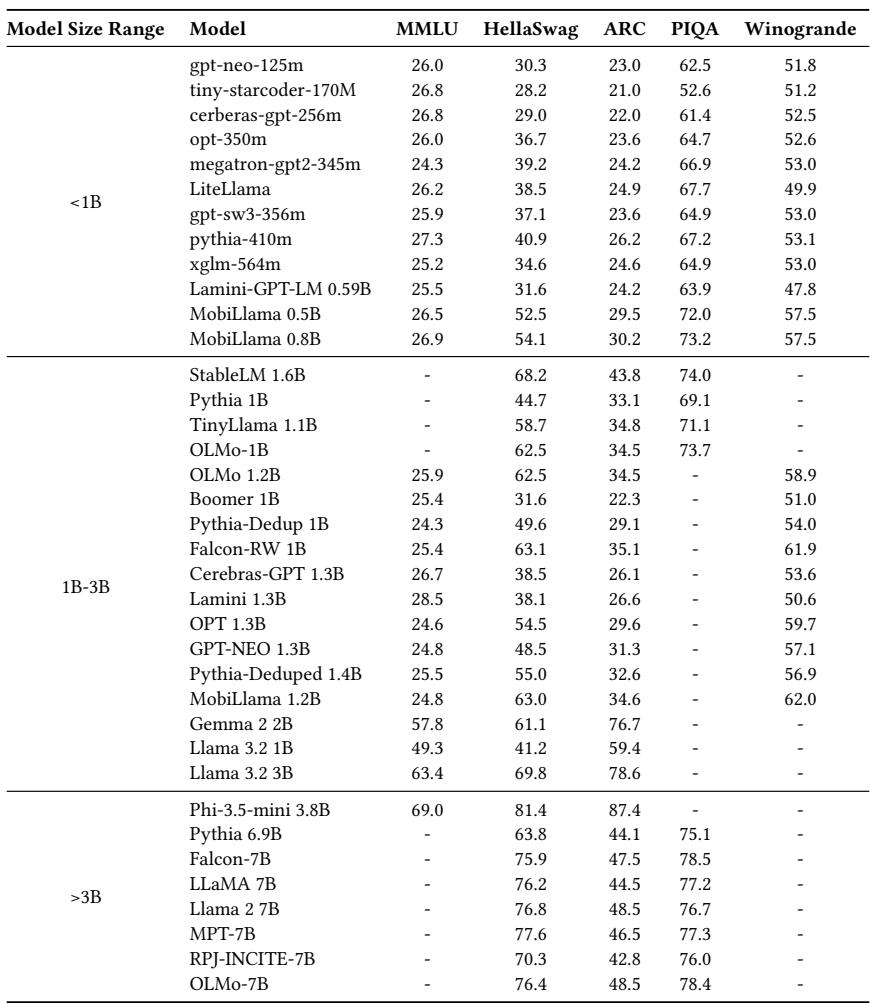 Model Size Range Model MMLU HellaSwag ARC PIQA Winogrande
gpt-neo-125m 26.0 30.3 23.0 62.5 51.8
tiny-starcoder-170M 26.8 28.2 21.0 52.6 51.2
cerberas-gpt-256m 26.8 29.0 22.0 61.4 52.5
opt-350m 26.0 36.7 23.6 64.7 52.6
megatron-gpt2-345m 24.3 39.2 24.2 66.9 53.0
LiteLlama 26.2 38.5 24.9 67.7 49.9
<1B
gpt-sw3-356m 25.9 37.1 23.6 64.9 53.0
pythia-410m 27.3 40.9 26.2 67.2 53.1
xglm-564m 25.2 34.6 24.6 64.9 53.0
Lamini-GPT-LM 0.59B 25.5 31.6 24.2 63.9 47.8
MobiLlama 0.5B 26.5 52.5 29.5 72.0 57.5
MobiLlama 0.8B 26.9 54.1 30.2 73.2 57.5
StableLM 1.6B - 68.2 43.8 74.0 -
Pythia 1B - 44.7 33.1 69.1 -
TinyLlama 1.1B - 58.7 34.8 71.1 -
OLMo-1B - 62.5 34.5 73.7 -
OLMo 1.2B 25.9 62.5 34.5 - 58.9
Boomer 1B 25.4 31.6 22.3 - 51.0
Pythia-Dedup 1B 24.3 49.6 29.1 - 54.0
Falcon-RW 1B 25.4 63.1 35.1 - 61.9
Cerebras-GPT 1.3B 26.7 38.5 26.1 - 53.6
1B-3B
Lamini 1.3B 28.5 38.1 26.6 - 50.6
OPT 1.3B 24.6 54.5 29.6 - 59.7
GPT-NEO 1.3B 24.8 48.5 31.3 - 57.1
Pythia-Deduped 1.4B 25.5 55.0 32.6 - 56.9
MobiLlama 1.2B 24.8 63.0 34.6 - 62.0
Gemma 2 2B 57.8 61.1 76.7 - -
Llama 3.2 1B 49.3 41.2 59.4 - -
Llama 3.2 3B 63.4 69.8 78.6 - -
Phi-3.5-mini 3.8B 69.0 81.4 87.4 - -
Pythia 6.9B - 63.8 44.1 75.1 -
Falcon-7B - 75.9 47.5 78.5 -
LLaMA 7B - 76.2 44.5 77.2 -
>3B
Llama 2 7B - 76.8 48.5 76.7 -
MPT-7B - 77.6 46.5 77.3 -
RPJ-INCITE-7B - 70.3 42.8 76.0 -
OLMo-7B - 76.4 48.5 78.4 -